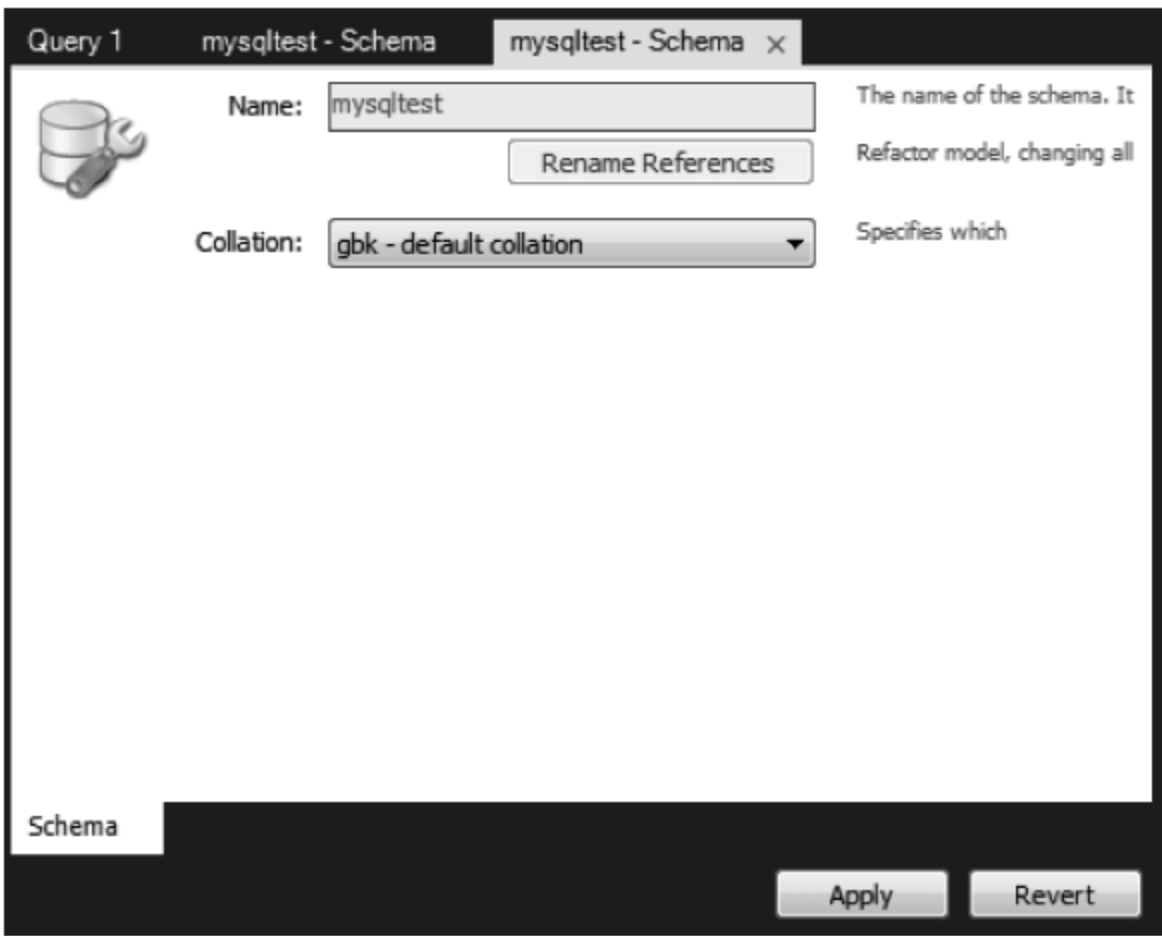 Query 1 mysqltest - Schema mysqltest - Schema ×
Name: mysqltest The name of the schema. It
Rename References Refactor model, changing all
Collation: gbk - default collation Specifies which
Schema
Apply Revert